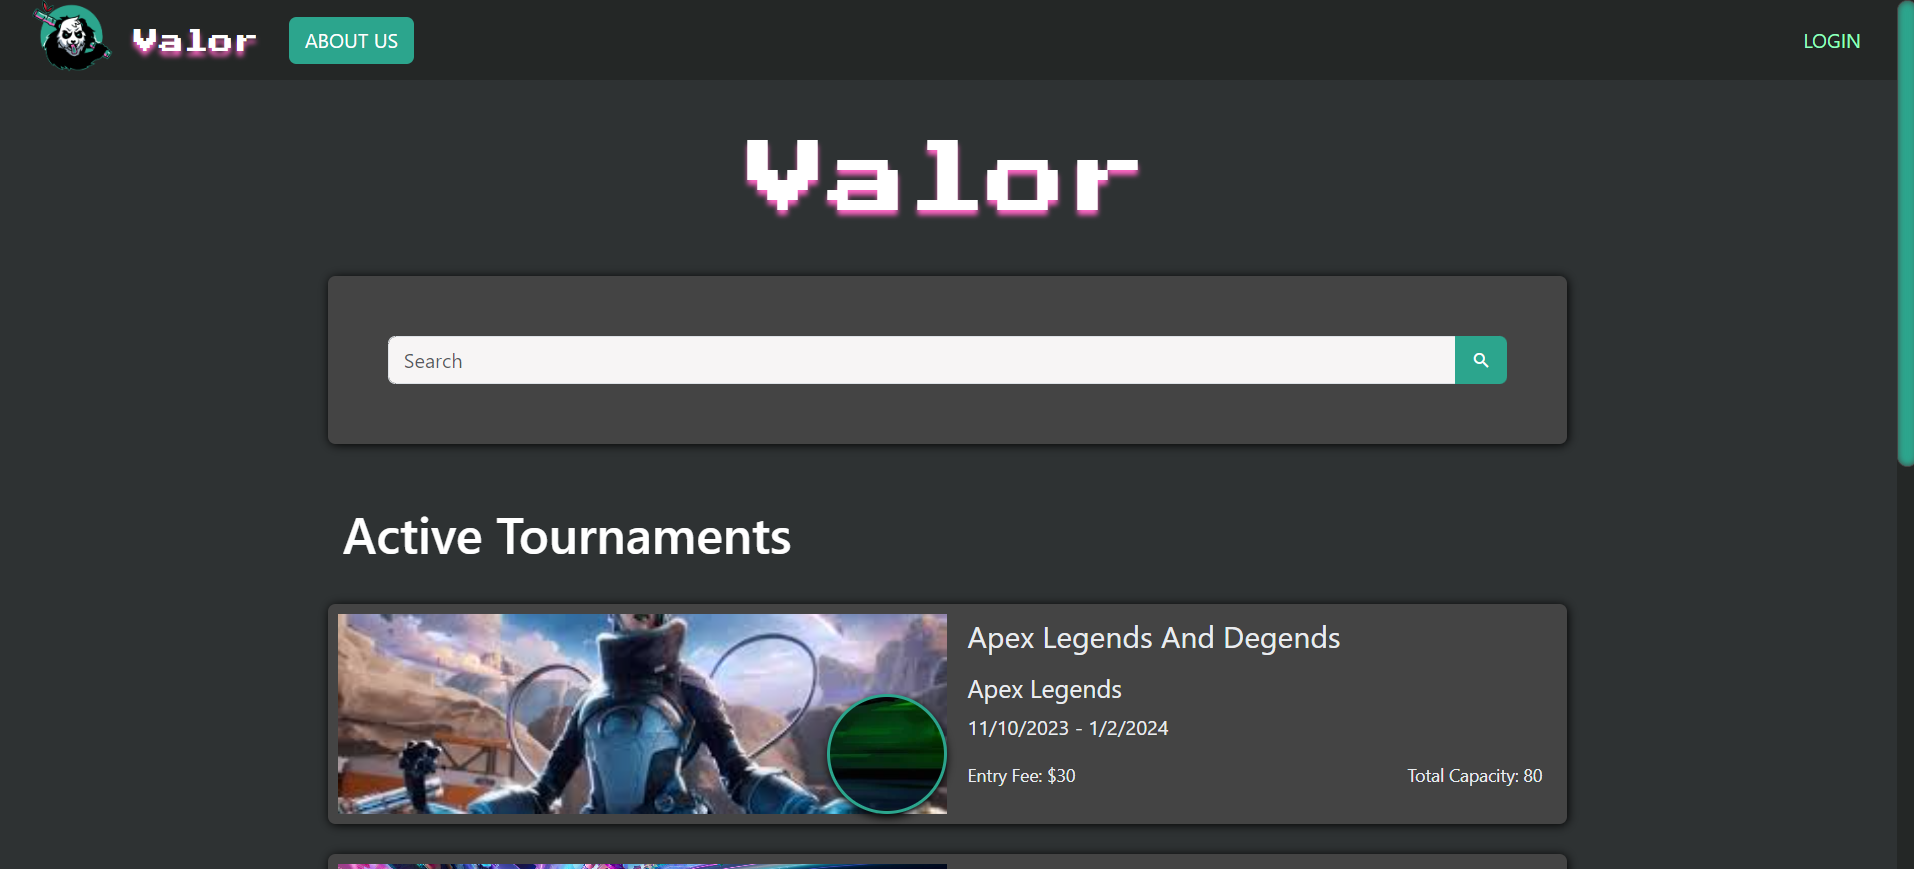 Valor
ABOUT US
LOGIN
Valor
Search
Active Tournaments
Apex Legends And Degends
Apex Legends
11/10/2023 - 1/2/2024
Entry Fee: $30
Total Capacity: 80